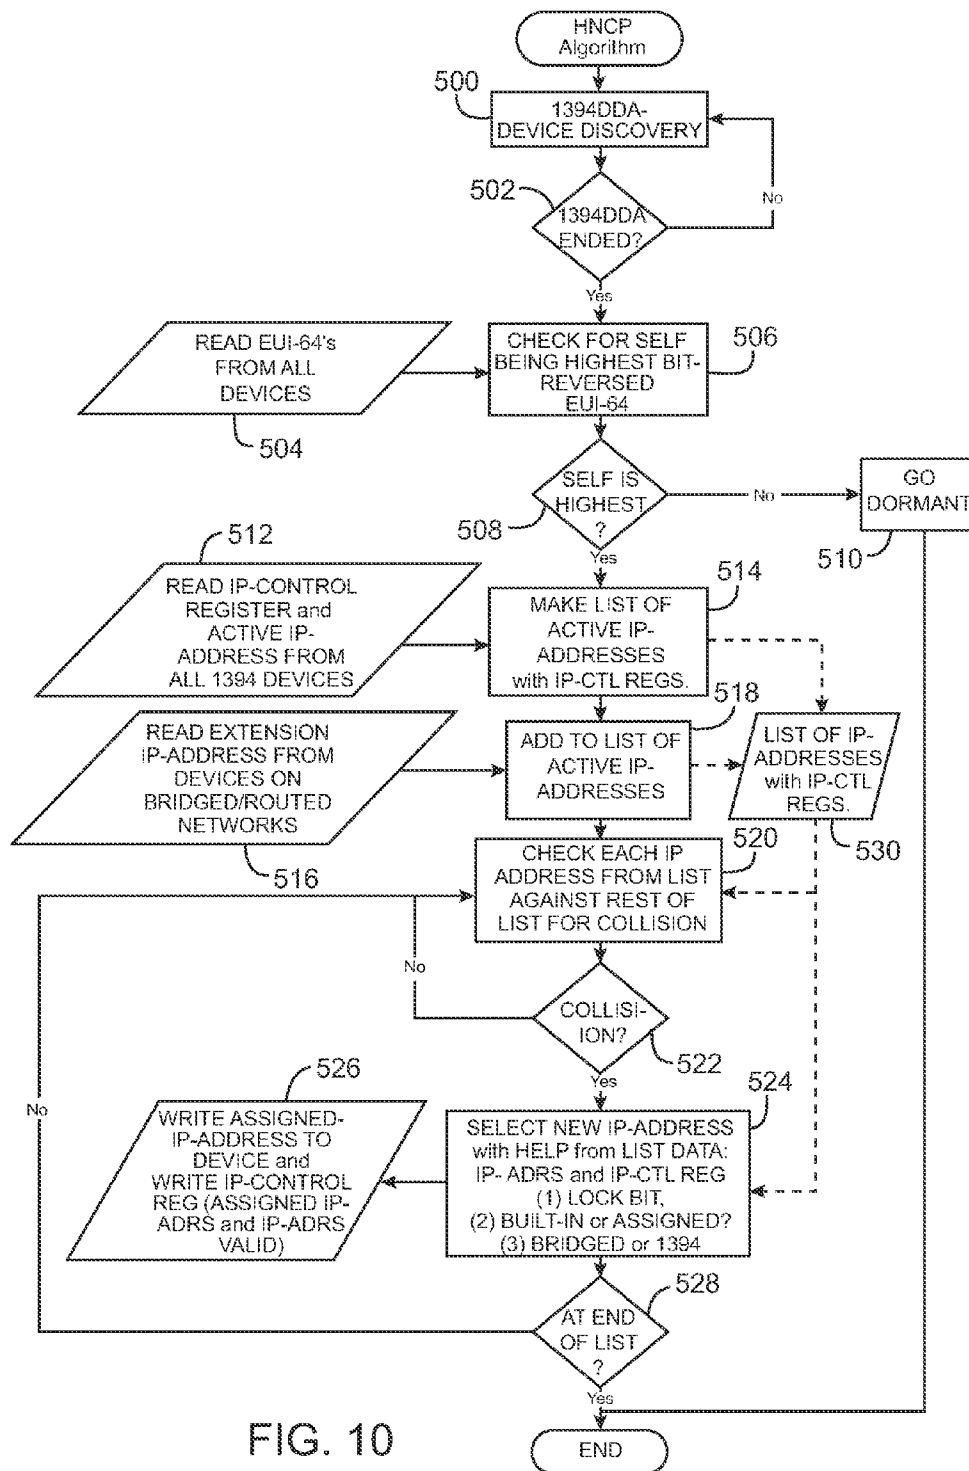 HNCP
Algorithm
500
1394DDA-
DEVICE DISCOVERY
502
1394DDA
ENDED?
No
Yes
READ EUI-64's
FROM ALL
DEVICES
504
CHECK FOR SELF
BEING HIGHEST BIT-
REVERSED
EUI-64
506
SELF IS
HIGHEST
?
508
No
GO
DORMANT
510
Yes
512
READ IP-CONTROL
REGISTER and
ACTIVE IP-
ADDRESS FROM
ALL 1394 DEVICES
514
MAKE LIST OF
ACTIVE IP-
ADDRESSES
with IP-CTL REGS.
READ EXTENSION
IP-ADDRESS FROM
DEVICES ON
BRIDGED/ROUTED
NETWORKS
516
518
ADD TO LIST OF
ACTIVE IP-
ADDRESSES
LIST OF IP-
ADDRESSES
with IP-CTL
REGS.
530
520
CHECK EACH IP
ADDRESS FROM LIST
AGAINST REST OF
LIST FOR COLLISION
No
COLLISI-
ION?
522
Yes
526
WRITE ASSIGNED-
IP-ADDRESS TO
DEVICE and
WRITE IP-CONTROL
REG (ASSIGNED IP-
ADRS and IP-ADRS
VALID)
524
SELECT NEW IP-ADDRESS
with HELP from LIST DATA:
IP- ADRS and IP-CTL REG
(1) LOCK BIT,
(2) BUILT-IN or ASSIGNED?
(3) BRIDGED or 1394
No
528
AT END
OF LIST
?
Yes
END
FIG. 10